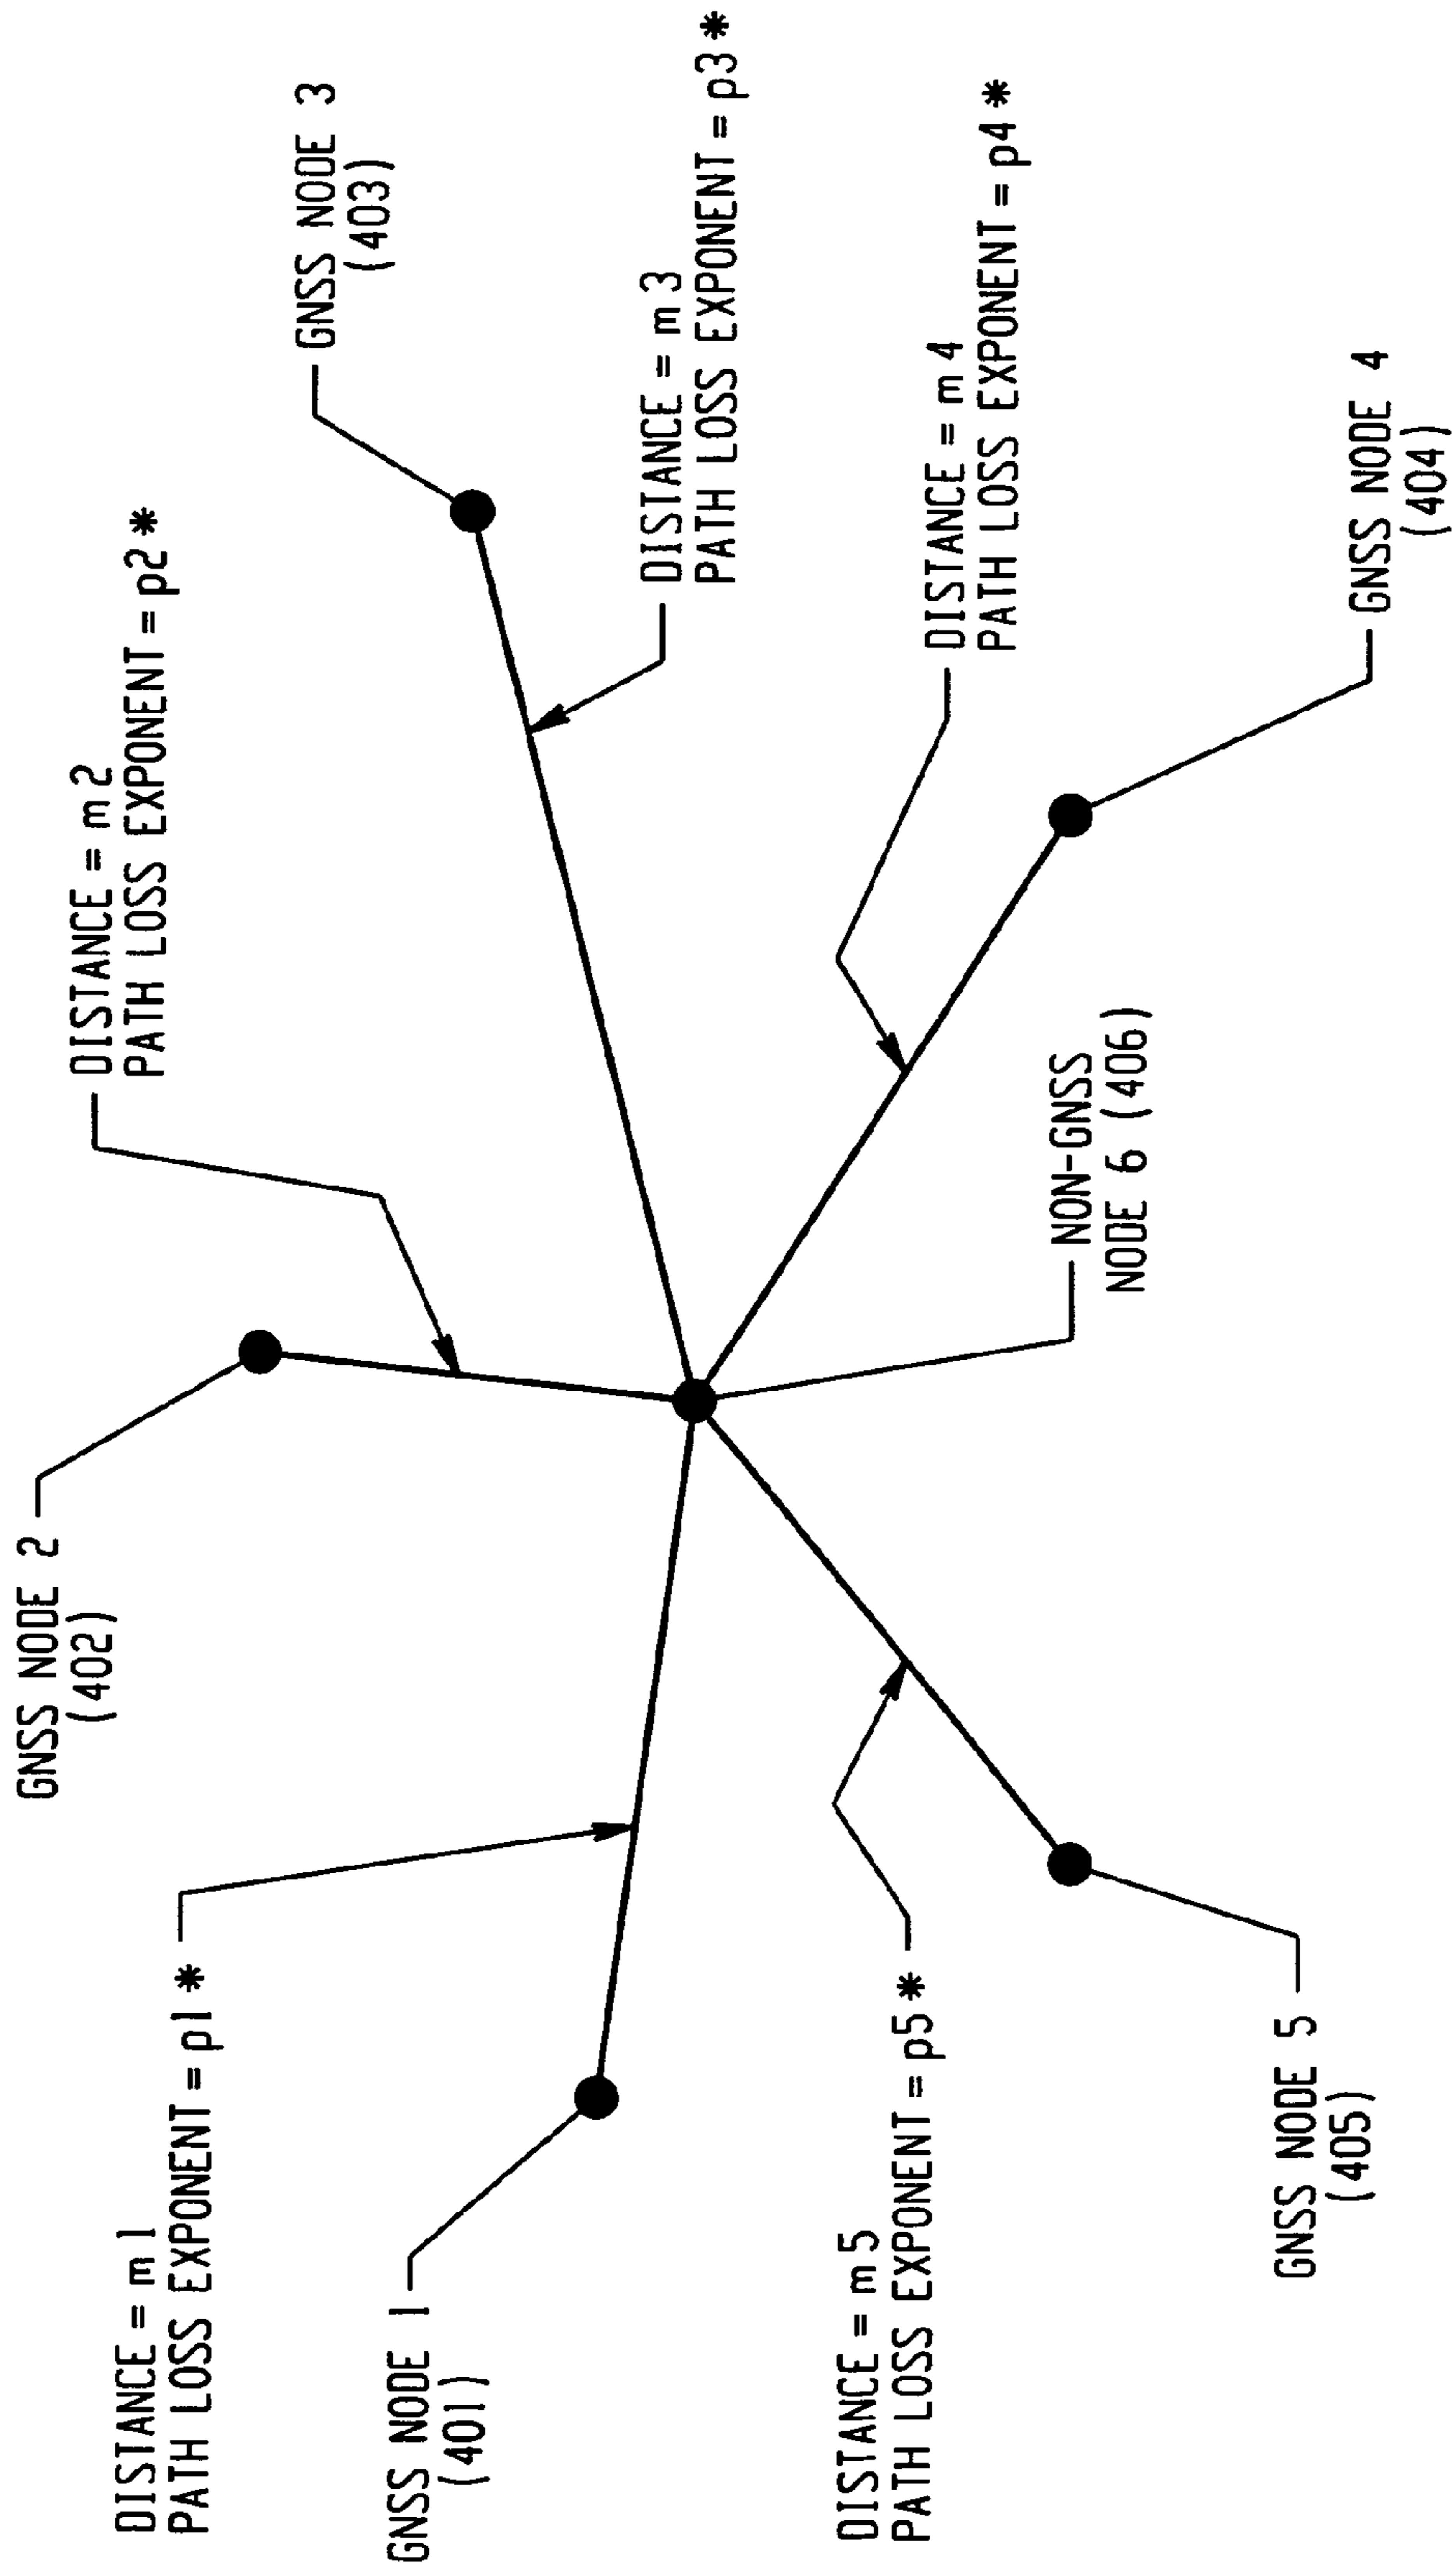 GNSS NODE 2
(402)
DISTANCE = m 2
PATH LOSS EXPONENT = p2 *
DISTANCE = m 1
PATH LOSS EXPONENT = p1 *
GNSS NODE 3
(403)
GNSS NODE 1
(401)
DISTANCE = m 3
PATH LOSS EXPONENT = p3 *
DISTANCE = m 5
PATH LOSS EXPONENT = p5 *
DISTANCE = m 4
PATH LOSS EXPONENT = p4 *
NON-GNSS
NODE 6 (406)
GNSS NODE 5
(405)
GNSS NODE 4
(404)